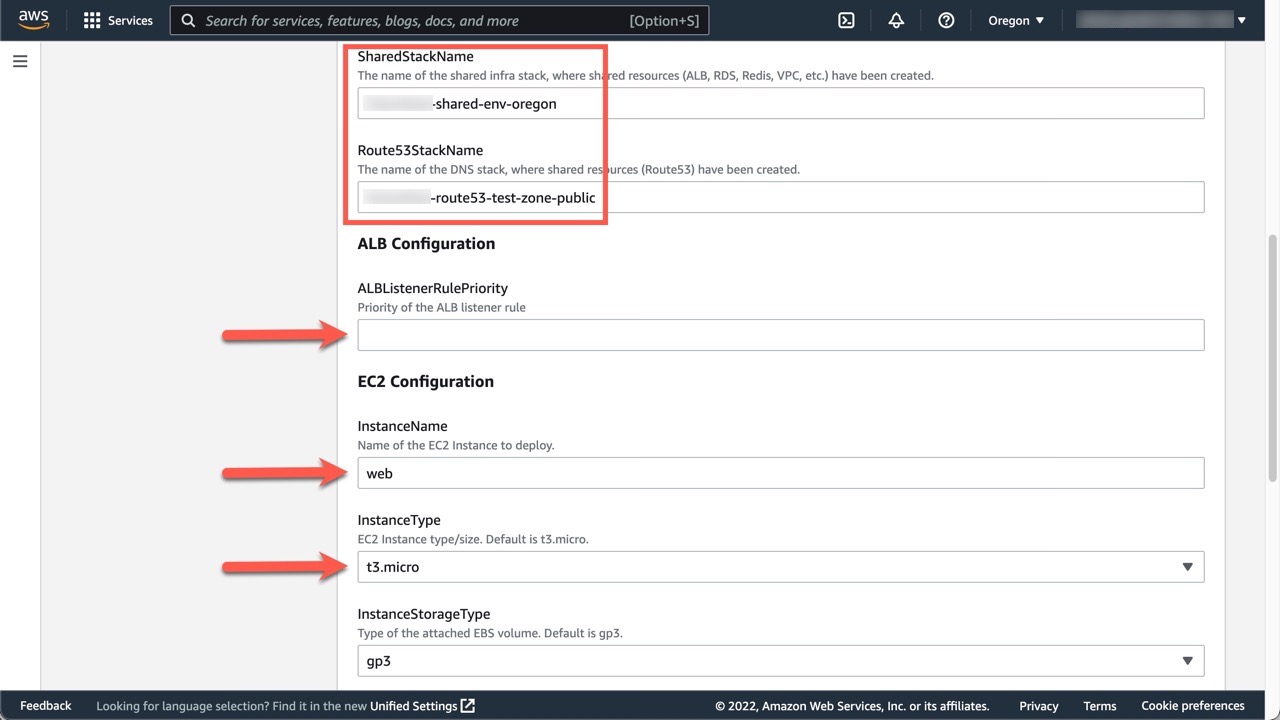 aws
Services
Search for services, features, blogs, docs, and more
[Option+S]
Oregon
SharedStackName
The name of the shared infra stack, where shared resources (ALB, RDS, Redis, VPC, etc.) have been created.
-shared-env-oregon
Route53StackName
The name of the DNS stack, where shared resources (Route53) have been created.
-route53-test-zone-public
ALB Configuration
ALBListenerRulePriority
Priority of the ALB listener rule
EC2 Configuration
InstanceName
Name of the EC2 Instance to deploy.
web
InstanceType
EC2 Instance type/size. Default is t3.micro.
t3.micro
InstanceStorageType
Type of the attached EBS volume. Default is gp3.
gp3
Feedback
Looking for language selection? Find it in the new Unified Settings
© 2022, Amazon Web Services, Inc. or its affiliates.
Privacy
Terms
Cookie preferences